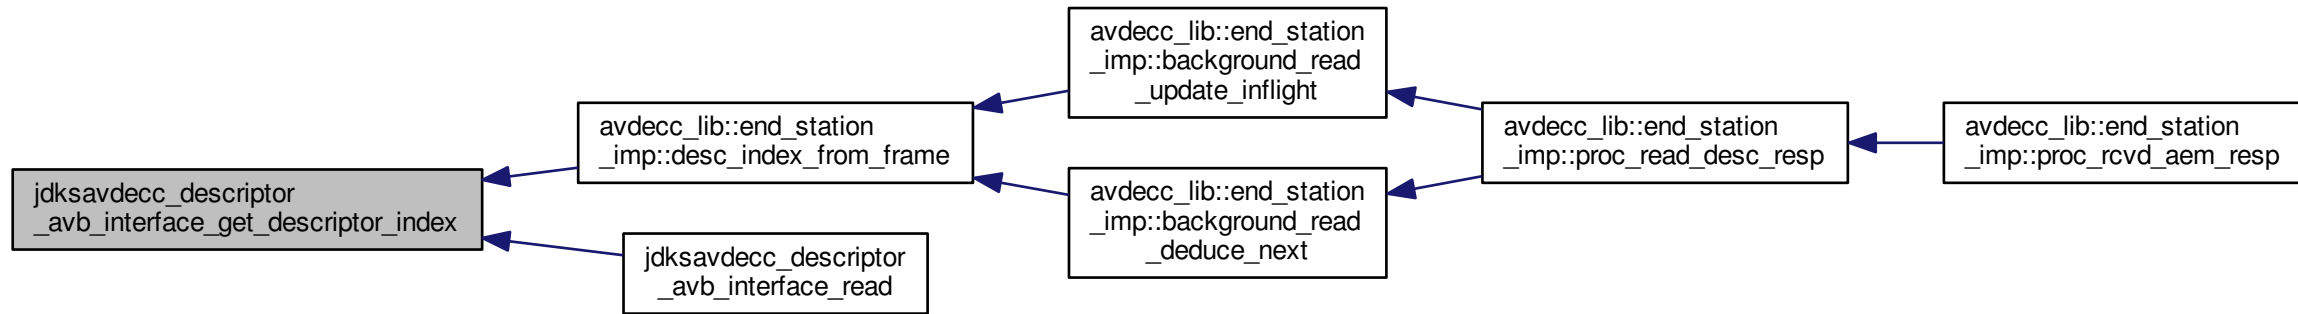 jdksavdecc_descriptor
_avb_interface_get_descriptor_index
avdecc_lib::end_station
_imp::desc_index_from_frame
jdksavdecc_descriptor
_avb_interface_read
avdecc_lib::end_station
_imp::background_read
_update_inflight
avdecc_lib::end_station
_imp::background_read
_deduce_next
avdecc_lib::end_station
_imp::proc_read_desc_resp
avdecc_lib::end_station
_imp::proc_rcvd_aem_resp